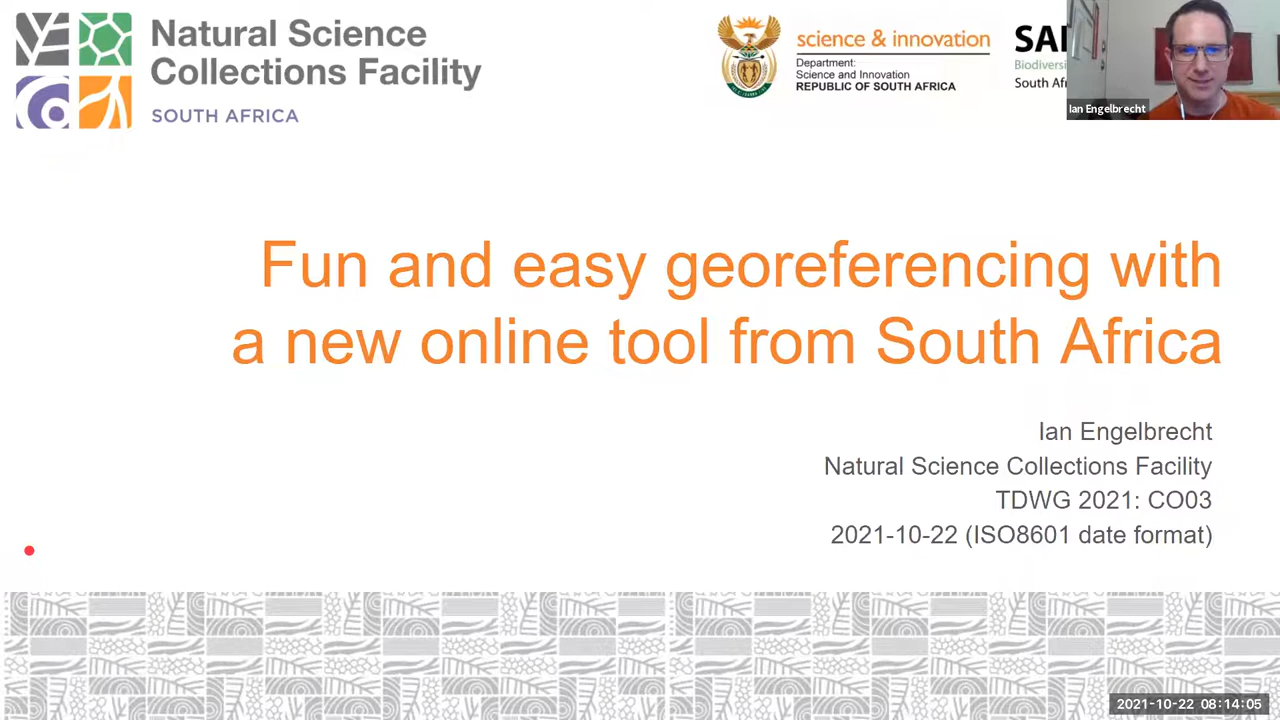 Natural Science
Collections Facility
SOUTH AFRICA
science & innovation
Department:
Science and Innovation
REPUBLIC OF SOUTH AFRICA
Ian Engelbrecht
Fun and easy georeferencing with
a new online tool from South Africa
Ian Engelbrecht
Natural Science Collections Facility
TDWG 2021: CO03
2021-10-22 (ISO8601 date format)
2021-10-22 08:14:05